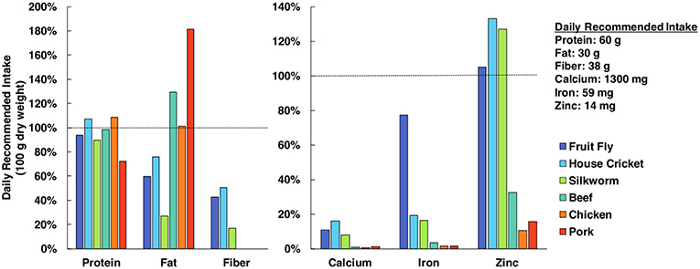 Daily Recommended Intake
(100 g dry weight)
200%
180%
160%
140%
120%
100%
80%
60%
40%
20%
0%
Protein Fat Fiber
140%
120%
100%
80%
60%
40%
20%
0%
Calcium Iron Zinc
Daily Recommended Intake
Protein: 60 g
Fat: 30 g
Fiber: 38 g
Calcium: 1300 mg
Iron: 59 mg
Zinc: 14 mg
Fruit Fly
House Cricket
Silkworm
Beef
Chicken
Pork